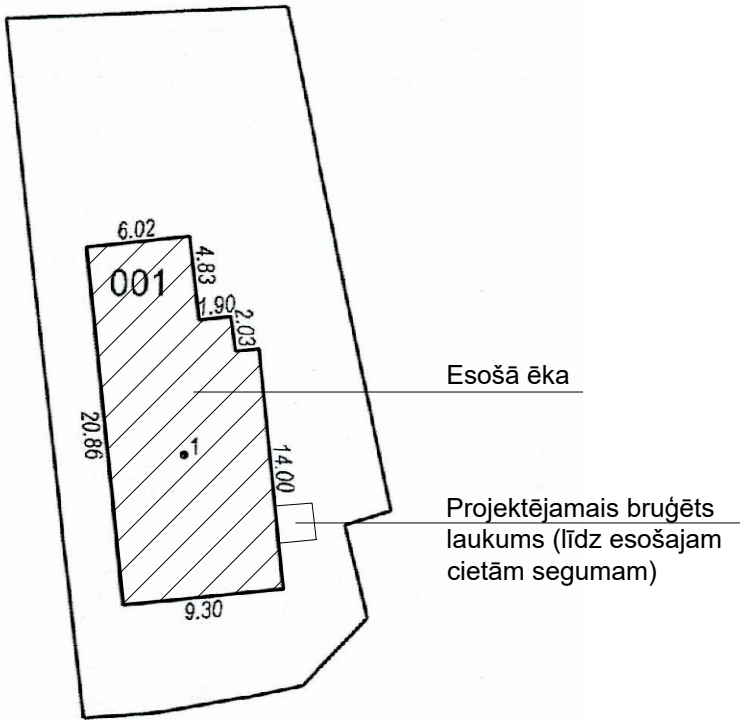 6.02
001
4.83
1.90
2.03
Esošā ēka
20.86
1
14.00
Projektējamais bruģēts
laukums (līdz esošajam
cietām segumam)
9.30